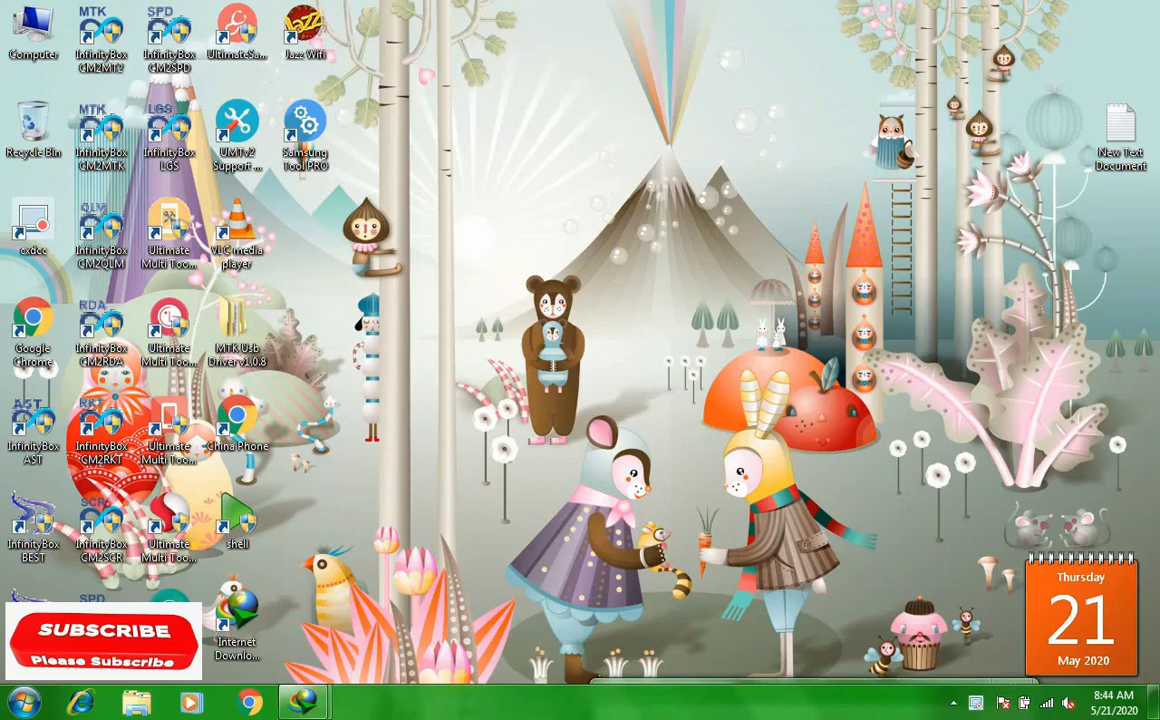 Computer
MTK
InfinityBox
CM2MT2
SPD
InfinityBox
CM2SPD
UltimateSa...
Jazz
Jazz Wifi
Recycle Bin
MTK
InfinityBox
CM2MTK
LGS
InfinityBox
LGS
UMTv2
Support ...
Samsung
Tool PRO
New Text
Document
cxdcc
QLM
InfinityBox
CM2QLM
Ultimate
Multi Too...
VLC media
player
Google
Chrome
RDA
InfinityBox
CM2RDA
Ultimate
Multi Too...
MTK Usb
Driver v1.0.8
AST
InfinityBox
AST
RKT
InfinityBox
CM2RKT
Ultimate
Multi Too...
China Phone
InfinityBox
BEST
SCR
InfinityBox
CM2SCR
Ultimate
Multi Too...
shell
SPD
Internet
Downlo...
SUBSCRIBE
Please Subscribe
Thursday
21
May 2020
8:44 AM
5/21/2020